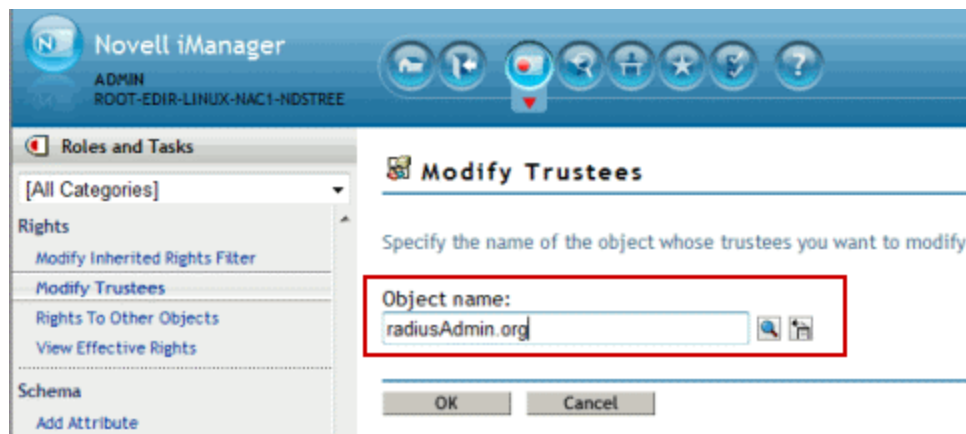 N
Novell iManager
ADMIN
ROOT-EDIR-LINUX-NAC1-NDSTREE
?
Roles and Tasks
[All Categories]
Rights
Modify Inherited Rights Filter
Modify Trustees
Rights To Other Objects
View Effective Rights
Schema
Add Attribute
Modify Trustees
Specify the name of the object whose trustees you want to modify
Object name:
radiusAdmin.org
OK Cancel